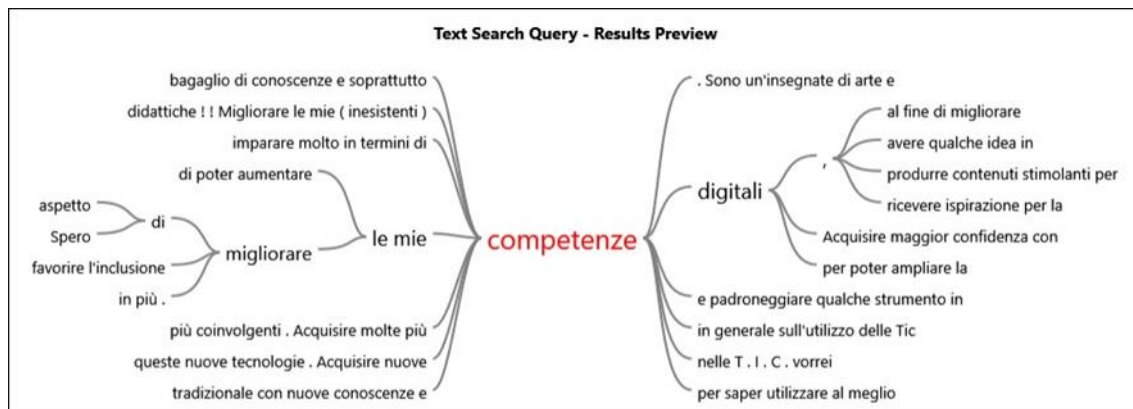 Text Search Query - Results Preview
bagaglio di conoscenze e soprattutto
didattiche ! ! Migliorare le mie ( inesistenti )
imparare molto in termini di
di poter aumentare
aspetto
Spero
di
favorire l'inclusione
in più .
migliorare
le mie
più coinvolgenti . Acquisire molte più
queste nuove tecnologie . Acquisire nuove
tradizionale con nuove conoscenze e
competenze
. Sono un'insegnate di arte e
digitali
,
al fine di migliorare
avere qualche idea in
produrre contenuti stimolanti per
ricevere ispirazione per la
Acquisire maggior confidenza con
per poter ampliare la
e padroneggiare qualche strumento in
in generale sull'utilizzo delle Tic
nelle T . I . C . vorrei
per saper utilizzare al meglio